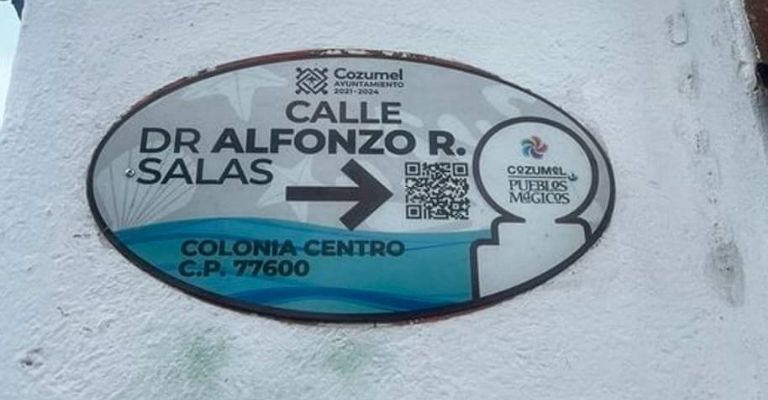 Cozumel
AYUNTAMIENTO
2021-2024
CALLE
DR ALFONZO R.
SALAS
COZUMEL
PUEBLOS
MÁGICOS
COLONIA CENTRO
C.P. 77600